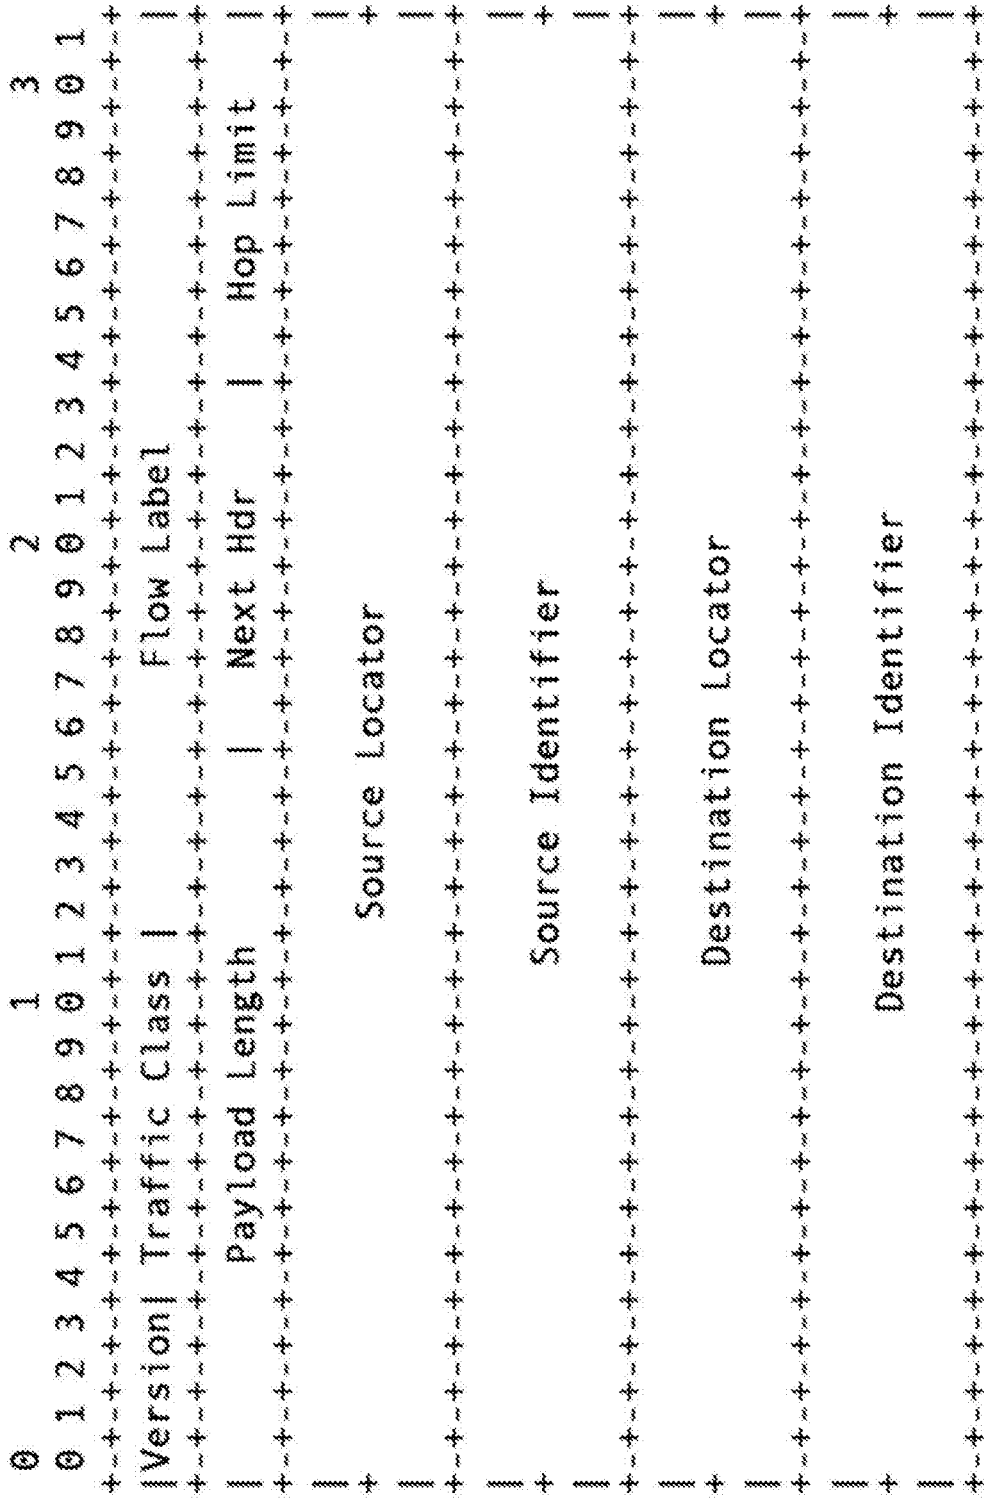 0                   1                   2                   3
 0 1 2 3 4 5 6 7 8 9 0 1 2 3 4 5 6 7 8 9 0 1 2 3 4 5 6 7 8 9 0 1
+-+-+-+-+-+-+-+-+-+-+-+-+-+-+-+-+-+-+-+-+-+-+-+-+-+-+-+-+-+-+-+-+
|Version| Traffic Class |           Flow Label                  |
+-+-+-+-+-+-+-+-+-+-+-+-+-+-+-+-+-+-+-+-+-+-+-+-+-+-+-+-+-+-+-+-+
|         Payload Length        |   Next Hdr    |   Hop Limit   |
+-+-+-+-+-+-+-+-+-+-+-+-+-+-+-+-+-+-+-+-+-+-+-+-+-+-+-+-+-+-+-+-+
|                                                               |
+                        Source Locator                         +
|                                                               |
+-+-+-+-+-+-+-+-+-+-+-+-+-+-+-+-+-+-+-+-+-+-+-+-+-+-+-+-+-+-+-+-+
|                                                               |
+                      Source Identifier                        +
|                                                               |
+-+-+-+-+-+-+-+-+-+-+-+-+-+-+-+-+-+-+-+-+-+-+-+-+-+-+-+-+-+-+-+-+
|                                                               |
+                      Destination Locator                      +
|                                                               |
+-+-+-+-+-+-+-+-+-+-+-+-+-+-+-+-+-+-+-+-+-+-+-+-+-+-+-+-+-+-+-+-+
|                                                               |
+                    Destination Identifier                     +
|                                                               |
+-+-+-+-+-+-+-+-+-+-+-+-+-+-+-+-+-+-+-+-+-+-+-+-+-+-+-+-+-+-+-+-+